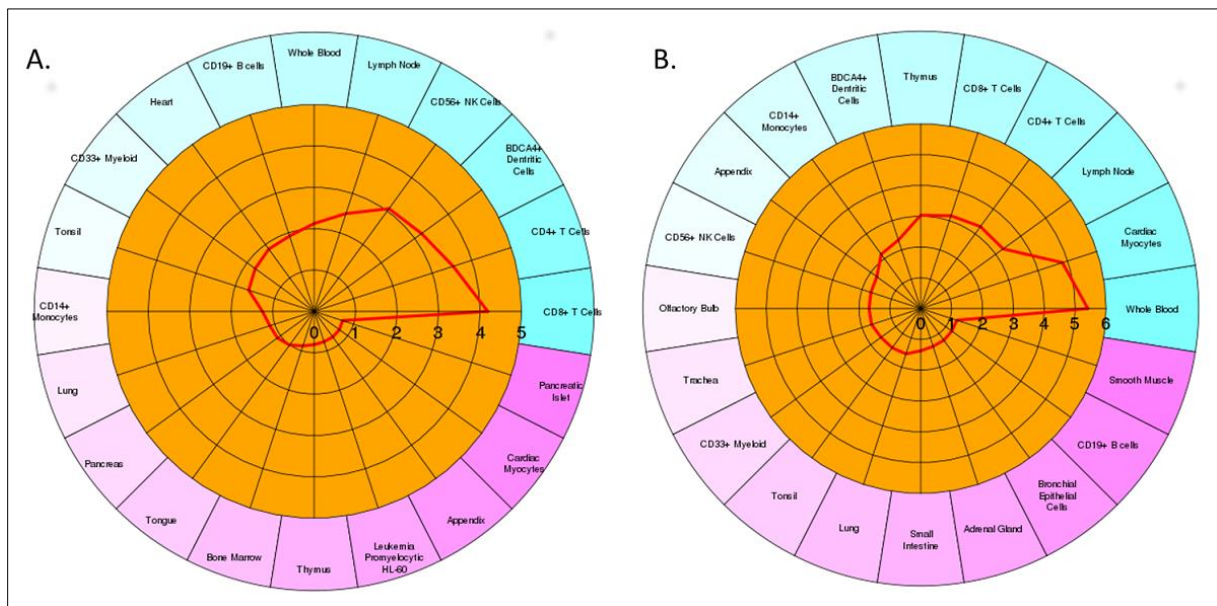 A.
Whole Blood
Lymph Node
CD56+ NK Cells
BDCA4+
Dentritic
Cells
CD4+ T Cells
CD8+ T Cells
Pancreatic
Islet
Cardiac
Myocytes
Appendix
Leukemia
Promyelocytic
HL-60
Thymus
Bone Marrow
Tongue
Pancreas
Lung
CD14+
Monocytes
Tonsil
CD33+ Myeloid
Heart
CD19+ B cells
0 1 2 3 4 5
B.
Thymus
CD8+ T Cells
CD4+ T Cells
Lymph Node
Cardiac
Myocytes
Whole Blood
Smooth Muscle
CD19+ B cells
Bronchial
Epithelial
Cells
Adrenal Gland
Small
Intestine
Lung
Tonsil
CD33+ Myeloid
Trachea
Olfactory Bulb
CD56+ NK Cells
Appendix
CD14+
Monocytes
BDCA4+
Dentritic
Cells
0 1 2 3 4 5 6